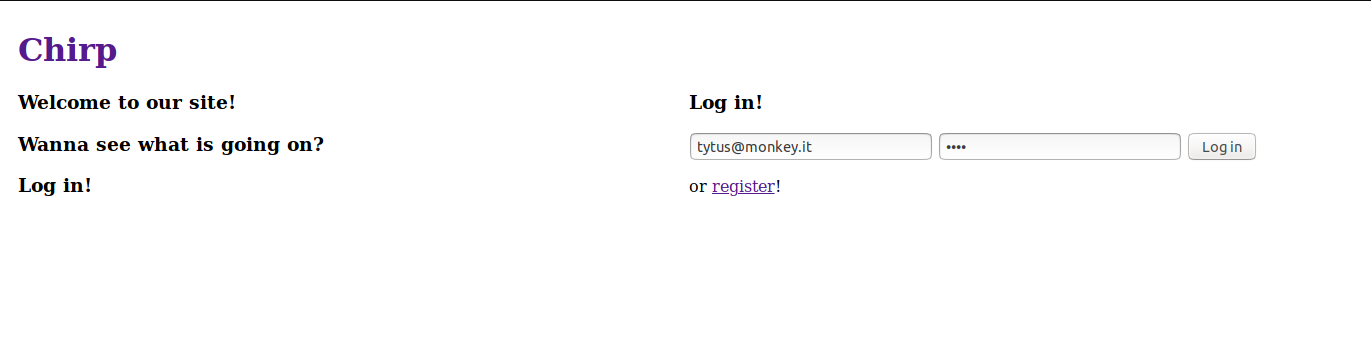 Chirp
Welcome to our site!
Wanna see what is going on?
Log in!
Log in!
tytus@monkey.it •••• Log in
or register!